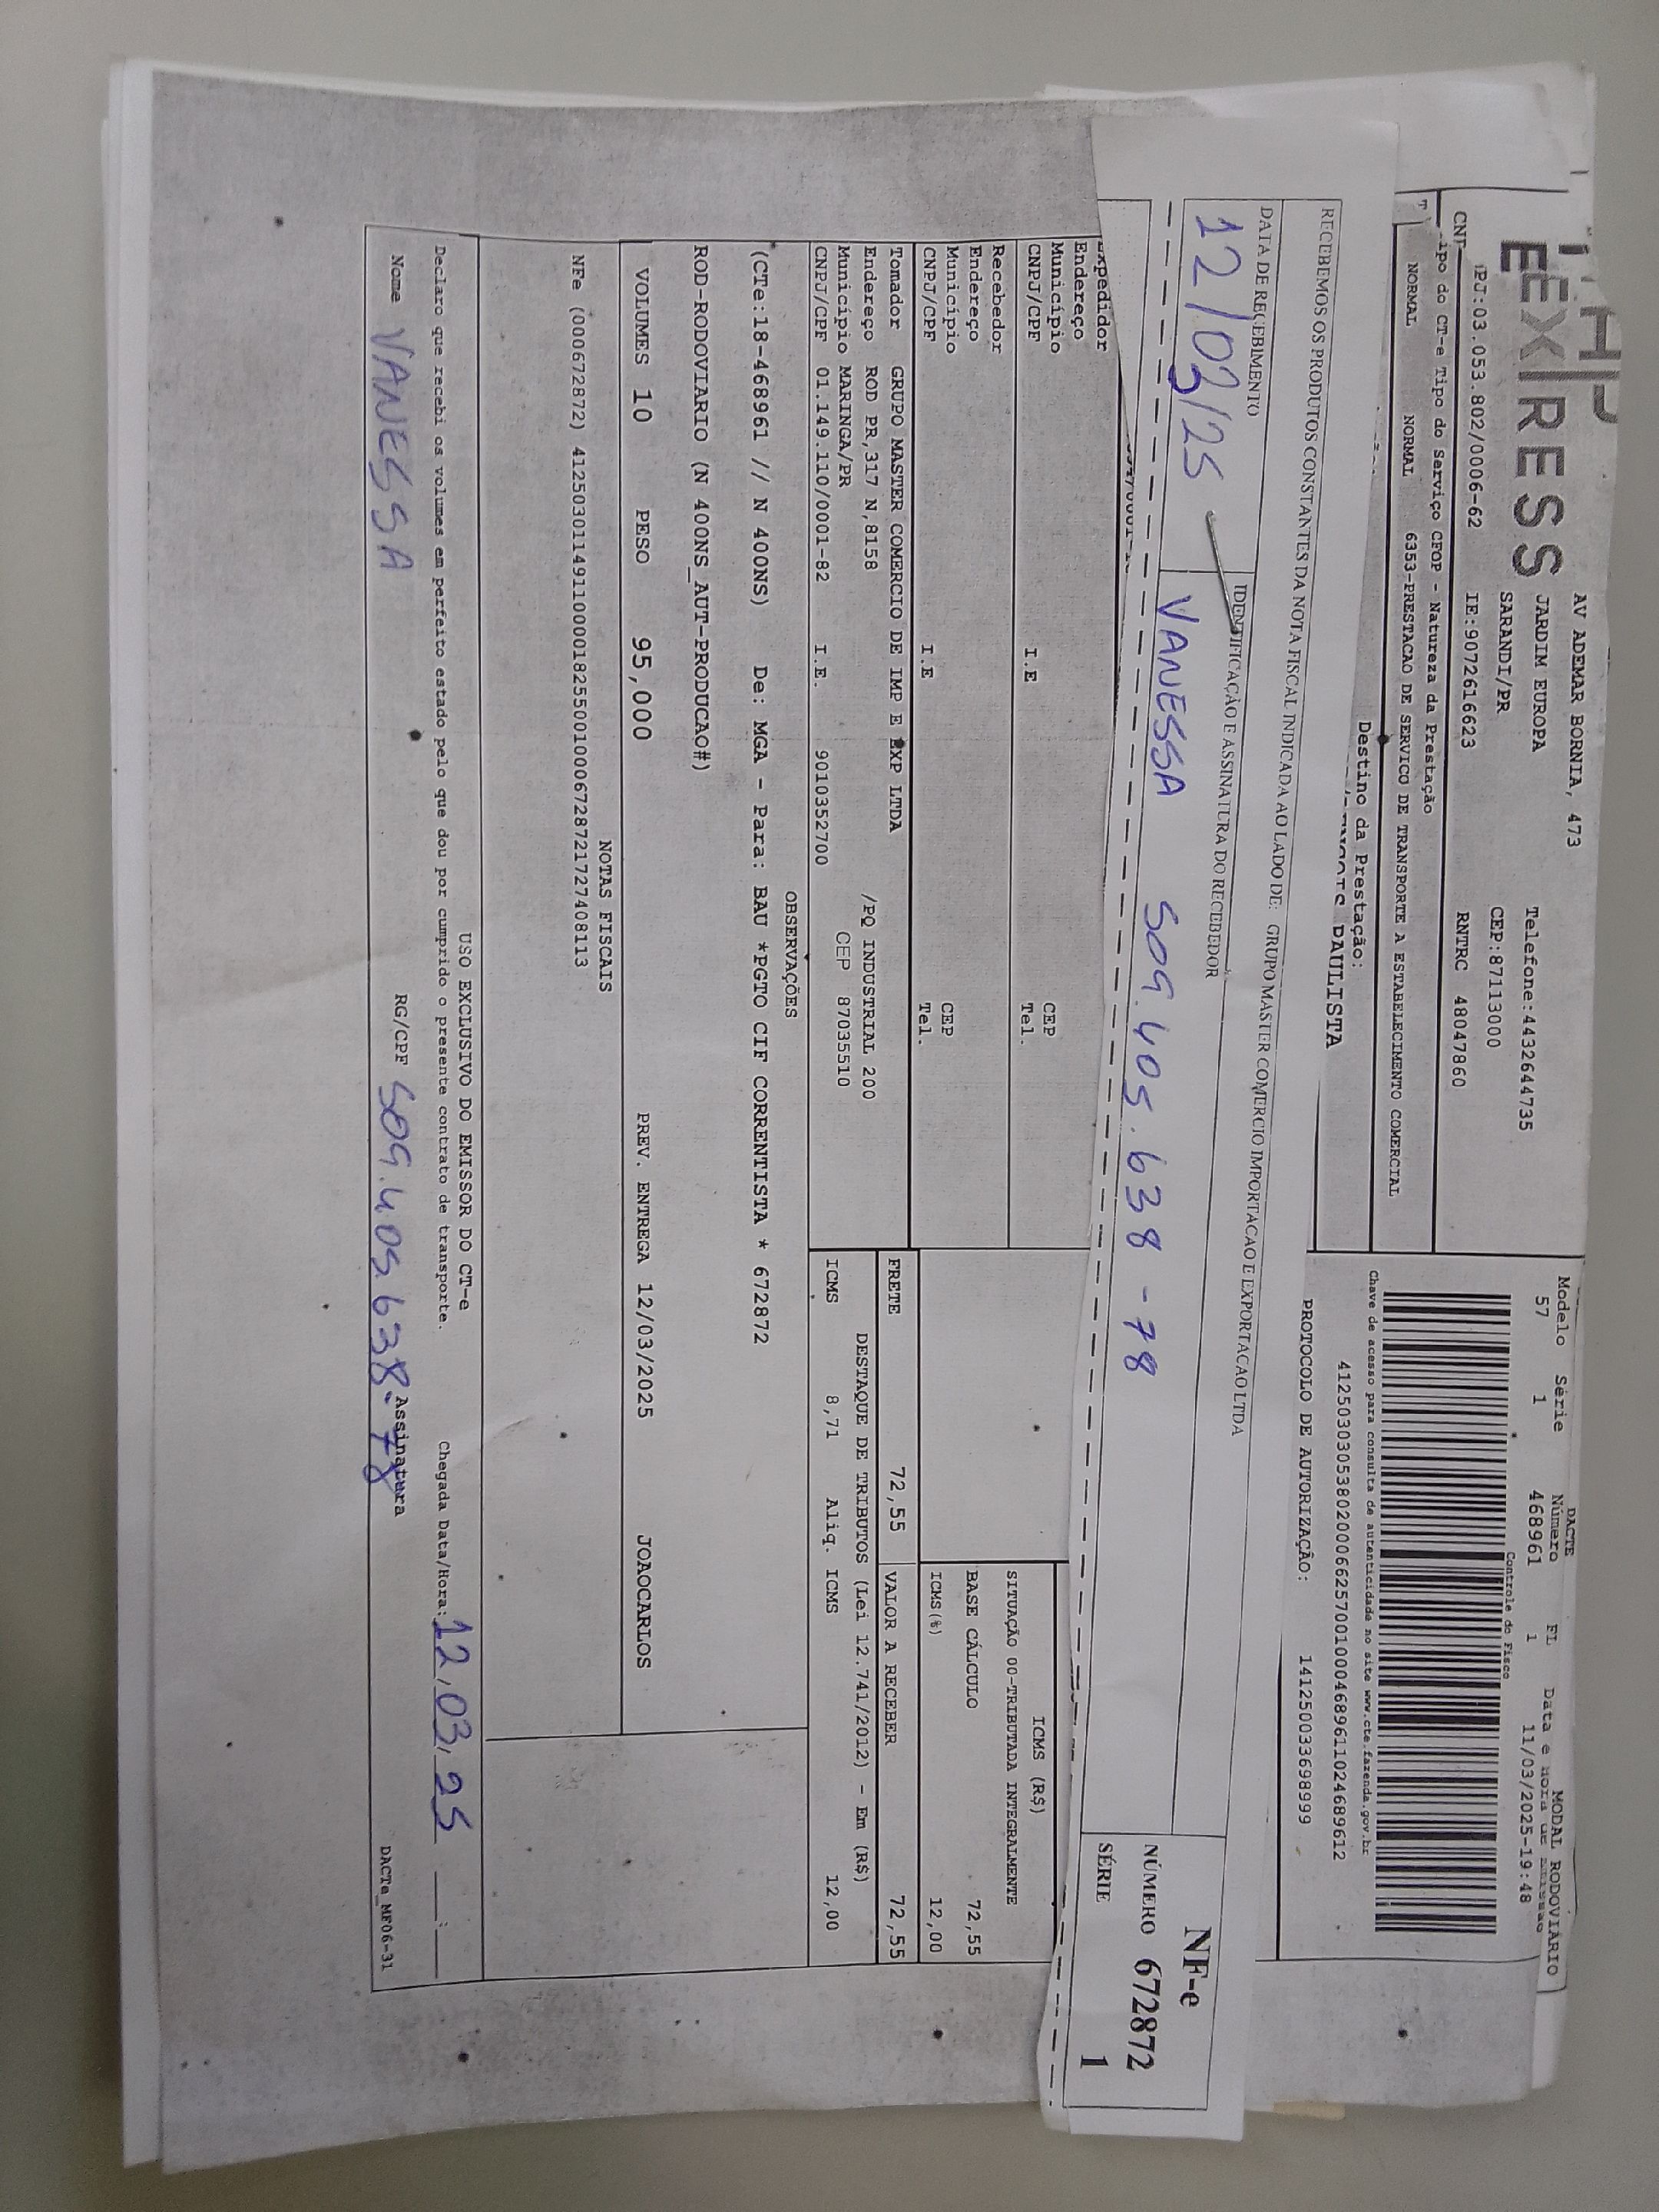 EXPRESS
AV ADEMAR BORNIA, 473
JARDIM EUROPA
SARANDI/PR
Telefone:4432644735
CEP:87113000
PJ:03.053.802/0006-62 IE:9072616623 RNTRC 48047860
ipo do CT-e Tipo do Serviço CFOP - Natureza da Prestação
NORMAL NORMAL 6353-PRESTACAO DE SERVICO DE TRANSPORTE A ESTABELECIMENTO COMERCIAL
Destino da Prestação:
PAULISTA
DACTE
MODAL RODOVIÁRIO
Modelo Série Número FL Data e hora de
57 1 468961 1 11/03/2025-19:48
Controle do Fisco
Chave de acesso para consulta de autenticidade no site www.cte.fazenda.gov.br
41250303053802000662570010004689611024689612
PROTOCOLO DE AUTORIZAÇÃO: 141250033698999
RECEBEMOS OS PRODUTOS CONSTANTES DA NOTA FISCAL INDICADA AO LADO DE: GRUPO MASTER COMERCIO IMPORTACAO E EXPORTACAO LTDA
DATA DE RECEBIMENTO
IDENTIFICAÇÃO E ASSINATURA DO RECEBEDOR
12/03/25 VANESSA 509.405.638-78
NF-e
NÚMERO 672872
SÉRIE 1
Expedidor
Endereço
Município CEP
CNPJ/CPF I.E Tel.
Recebedor
Endereço
Município CEP
CNPJ/CPF I.E Tel.
Tomador GRUPO MASTER COMERCIO DE IMP E EXP LTDA
Endereço ROD PR,317 N,8158 /PQ INDUSTRIAL 200
Município MARINGA/PR CEP 87035510
CNPJ/CPF 01.149.110/0001-82 I.E. 9010352700
ICMS (R$)
SITUAÇÃO 00-TRIBUTADA INTEGRALMENTE
BASE CÁLCULO 72,55
ICMS(%) 12,00
FRETE 72,55 VALOR A RECEBER 72,55
DESTAQUE DE TRIBUTOS (Lei 12.741/2012) - Em (R$)
ICMS 8,71 Aliq. ICMS 12,00
OBSERVAÇÕES
(CTe:18-468961 // N 400NS) De: MGA - Para: BAU *PGTO CIF CORRENTISTA * 672872
ROD-RODOVIARIO (N 400NS_AUT-PRODUCAO#)
VOLUMES 10 PESO 95,000 PREV. ENTREGA 12/03/2025 JOAOCARLOS
NOTAS FISCAIS
NFe (000672872) 41250301149110000182550010006728721727408113
USO EXCLUSIVO DO EMISSOR DO CT-e
Declaro que recebi os volumes em perfeito estado pelo que dou por cumprido o presente contrato de transporte. Chegada Data/Hora: 12,03,25
Nome VANESSA RG/CPF 509.405.638-78 Assinatura
DACTe_MF06-31